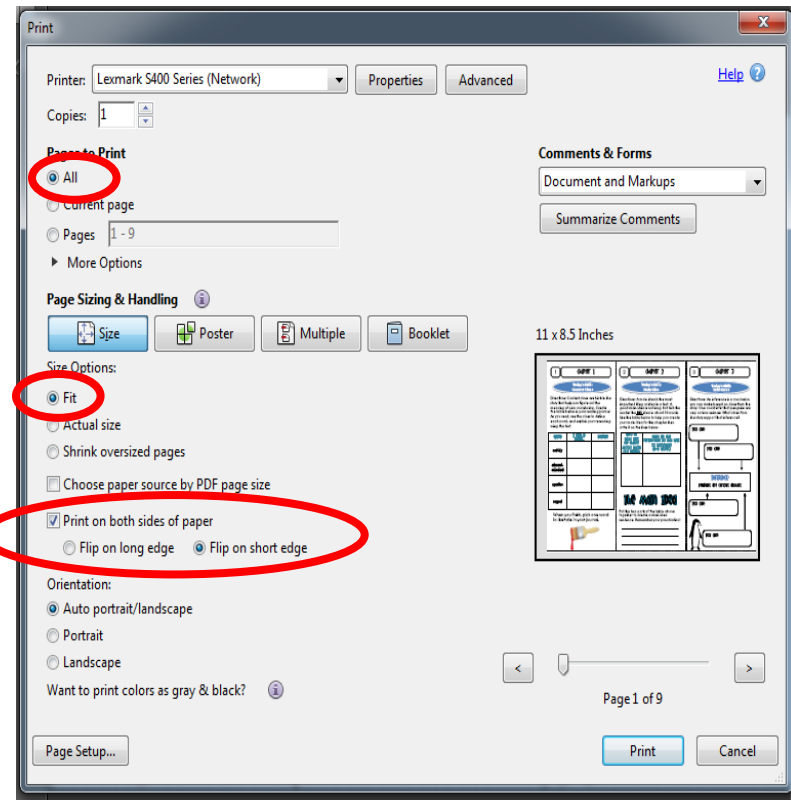 Print
Printer: Lexmark S400 Series (Network) Properties Advanced Help
Copies: 1
Pages to Print
All
Current page
Pages 1 - 9
More Options
Comments & Forms
Document and Markups
Summarize Comments
Page Sizing & Handling
Size Poster Multiple Booklet
Size Options:
Fit
Actual size
Shrink oversized pages
Choose paper source by PDF page size
Print on both sides of paper
Flip on long edge Flip on short edge
Orientation:
Auto portrait/landscape
Portrait
Landscape
Want to print colors as gray & black?
11 x 8.5 Inches
THE MAIN IDEA
< >
Page 1 of 9
Page Setup... Print Cancel